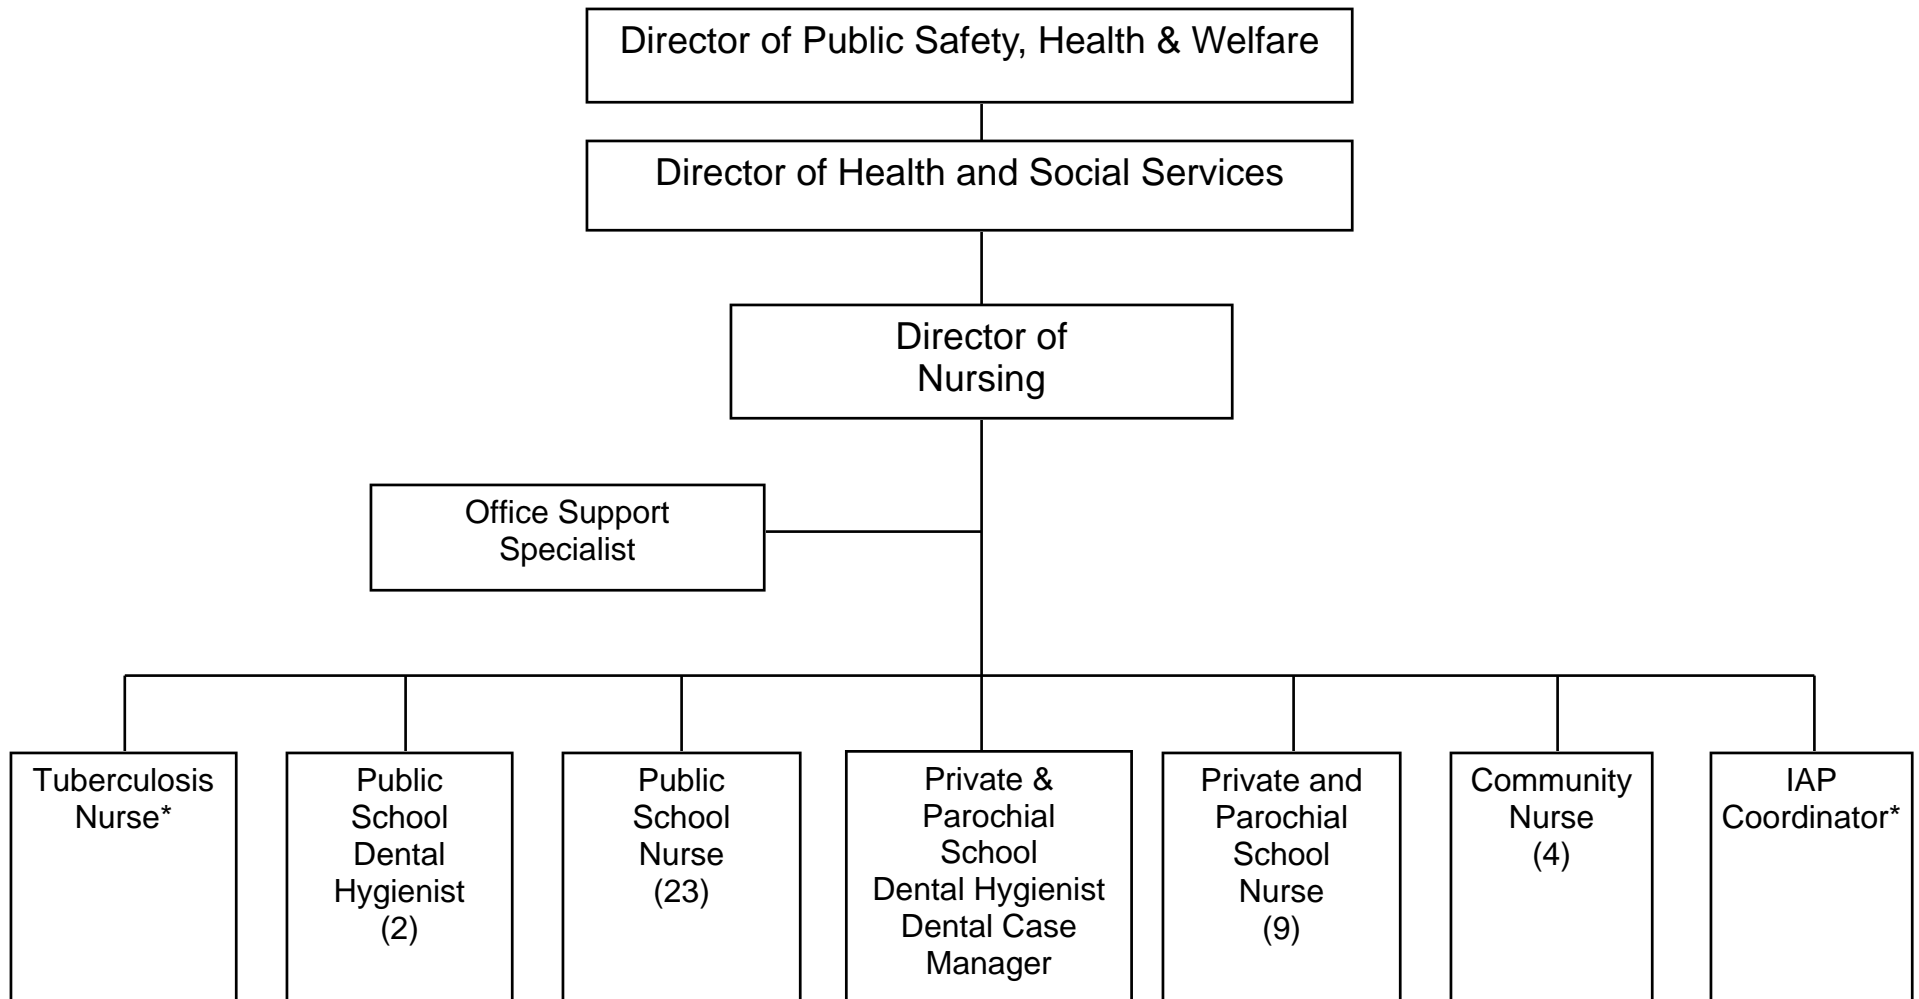 Director of Public Safety, Health & Welfare
Director of Health and Social Services
Director of
Nursing
Office Support
Specialist
Tuberculosis
Nurse*
Public
School
Dental
Hygienist
(2)
Public
School
Nurse
(23)
Private &
Parochial
School
Dental Hygienist
Dental Case
Manager
Private and
Parochial
School
Nurse
(9)
Community
Nurse
(4)
IAP
Coordinator*